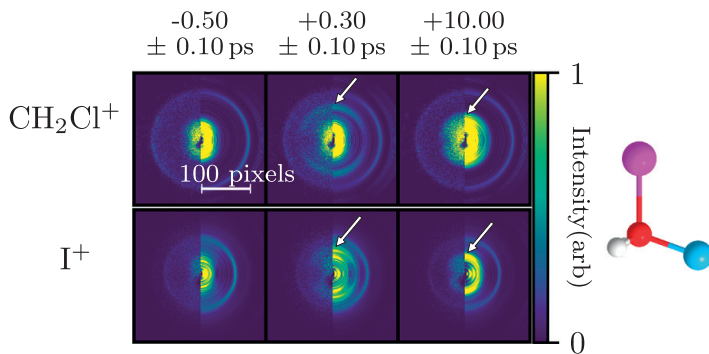 -0.50 +0.30 +10.00
± 0.10 ps ± 0.10 ps ± 0.10 ps
CH₂Cl⁺
100 pixels
I⁺
1
Intensity(arb)
0